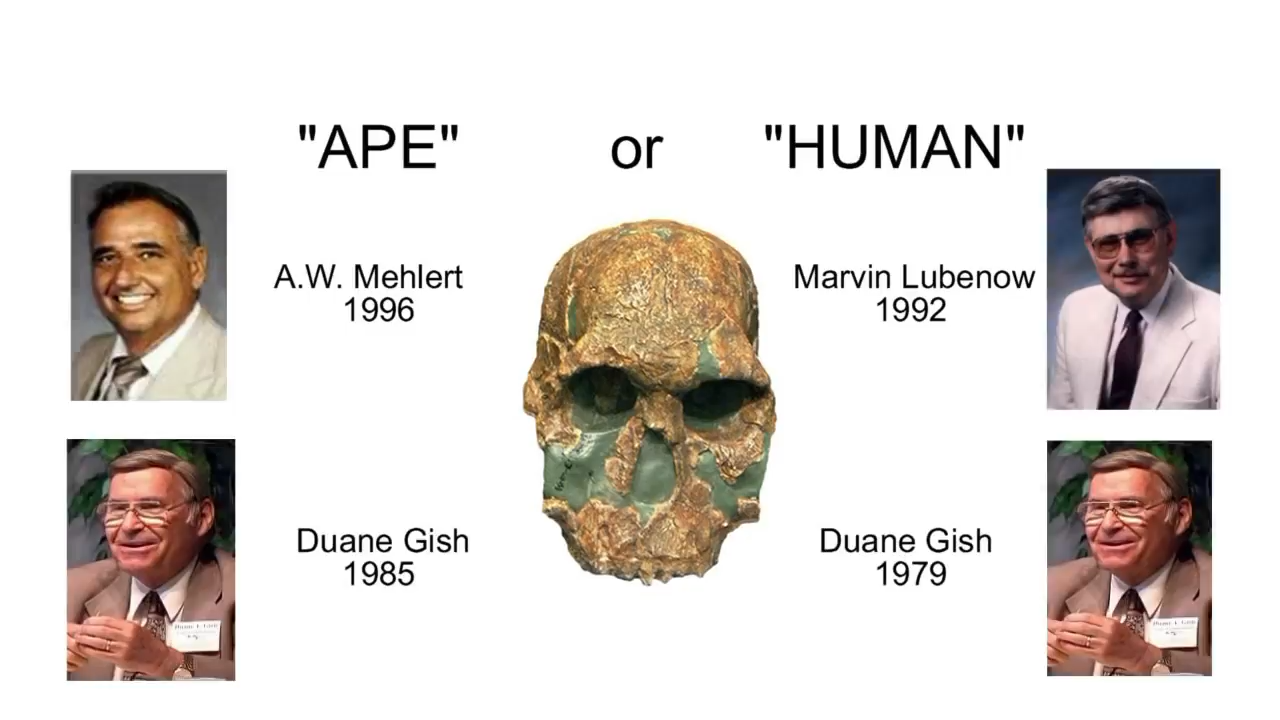 "APE" or "HUMAN"
A.W. Mehlert
1996
Marvin Lubenow
1992
Duane Gish
1985
Duane Gish
1979